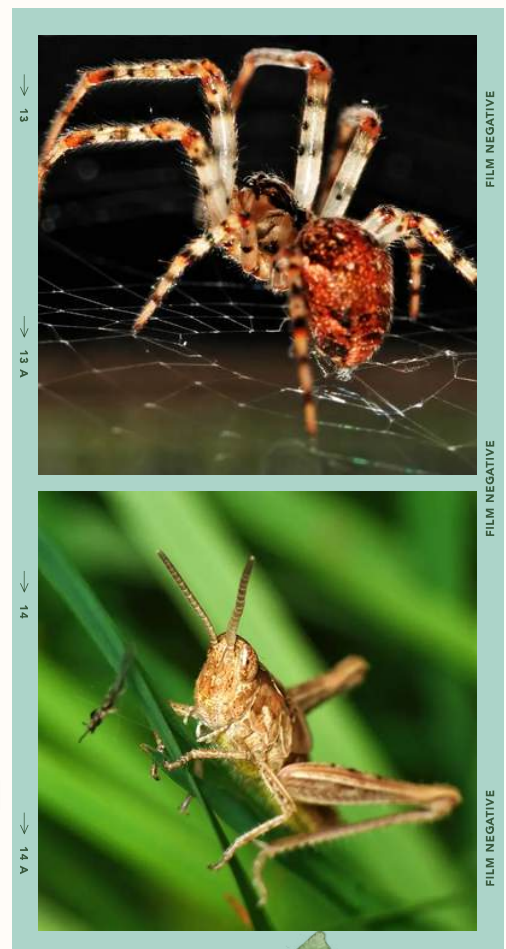 → 13
FILM NEGATIVE
→ 13 A
FILM NEGATIVE
→ 14
FILM NEGATIVE
→ 14 A